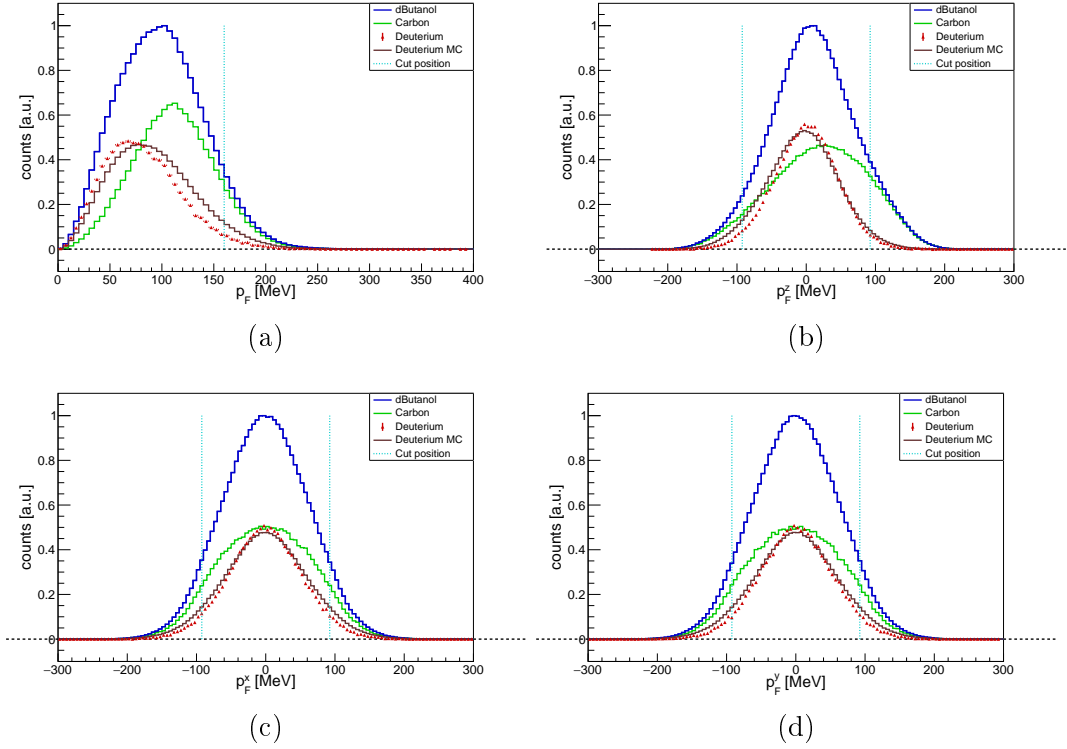 dButanol
Carbon
Deuterium
Deuterium MC
Cut position
counts [a.u.]
1
0.8
0.6
0.4
0.2
0
0 50 100 150 200 250 300 350 400
p_F [MeV]
(a)
dButanol
Carbon
Deuterium
Deuterium MC
Cut position
counts [a.u.]
1
0.8
0.6
0.4
0.2
0
−300 −200 −100 0 100 200 300
p_F^z [MeV]
(b)
dButanol
Carbon
Deuterium
Deuterium MC
Cut position
counts [a.u.]
1
0.8
0.6
0.4
0.2
0
−300 −200 −100 0 100 200 300
p_F^x [MeV]
(c)
dButanol
Carbon
Deuterium
Deuterium MC
Cut position
counts [a.u.]
1
0.8
0.6
0.4
0.2
0
−300 −200 −100 0 100 200 300
p_F^y [MeV]
(d)